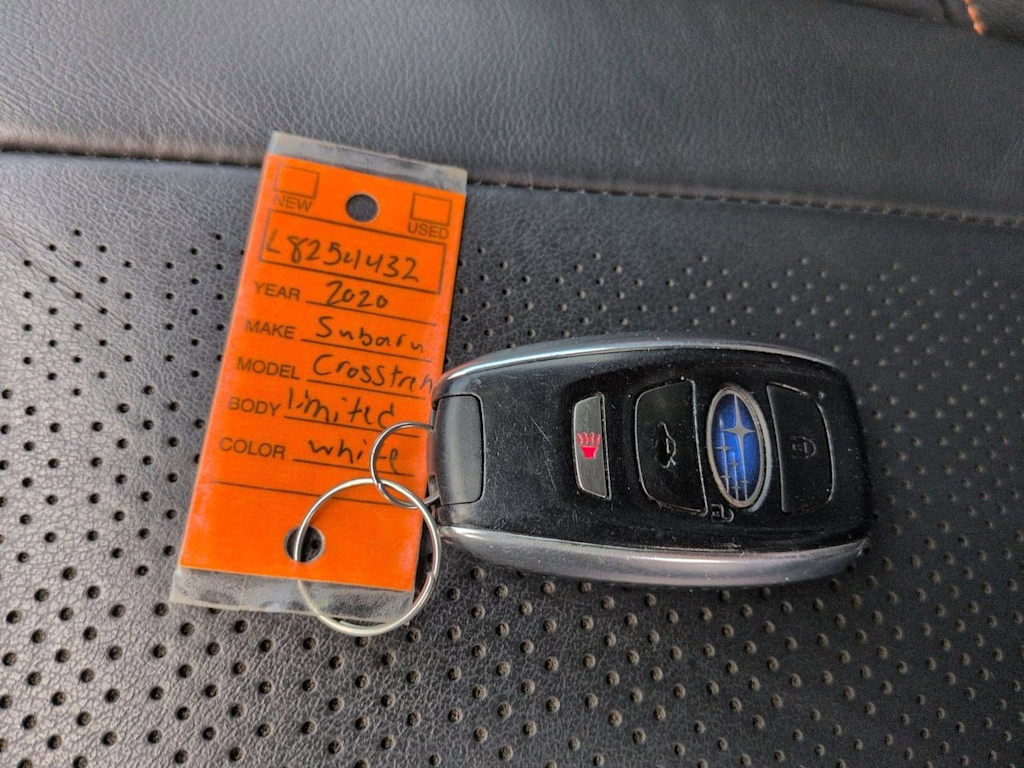 NEW
USED
L8254432
YEAR 2020
MAKE Subaru
MODEL Crosstrek
BODY limited
COLOR white